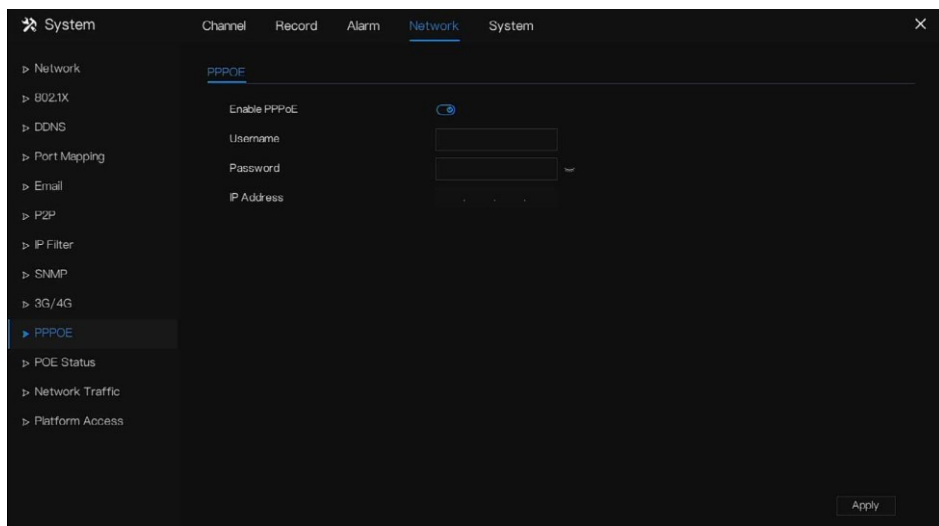 System
Channel Record Alarm Network System
Network
802.1X
DDNS
Port Mapping
Email
P2P
IP Filter
SNMP
3G/4G
PPPOE
POE Status
Network Traffic
Platform Access
PPPOE
Enable PPPoE
Username
Password
IP Address
. . .
Apply